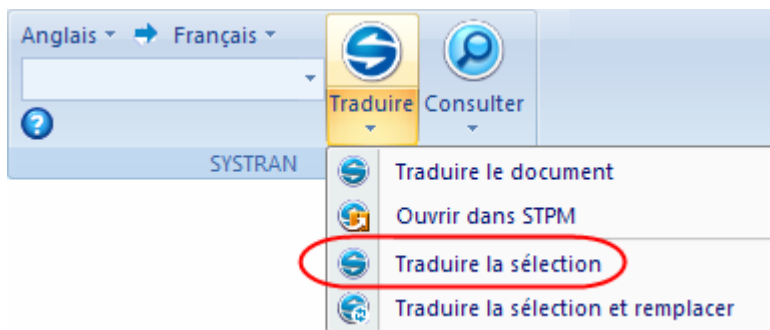 Anglais Français
Traduire Consulter
SYSTRAN
Traduire le document
Ouvrir dans STPM
Traduire la sélection
Traduire la sélection et remplacer